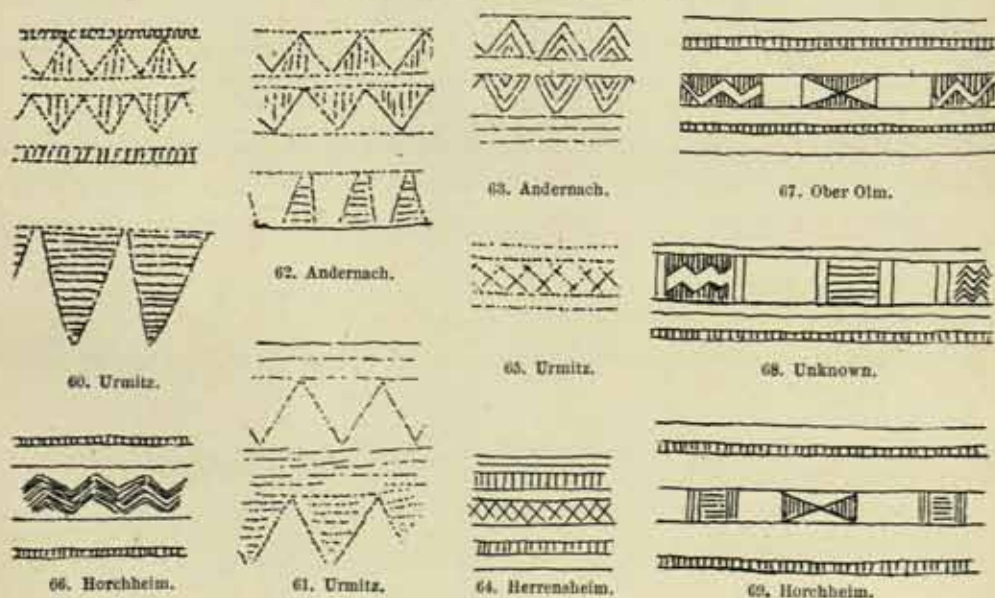 63. Andernach.
67. Ober Olm.
62. Andernach.
60. Urmitz.
65. Urmitz.
68. Unknown.
66. Horchheim.
61. Urmitz.
64. Herrensheim.
69. Horchheim.